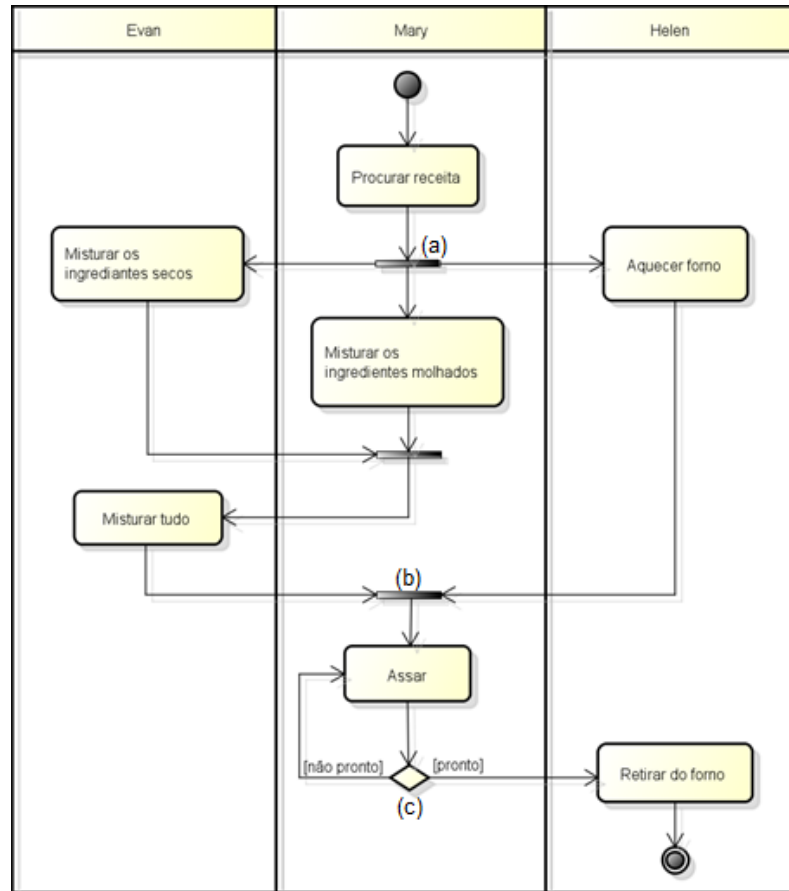 Evan
Mary
Helen
Procurar receita
(a)
Misturar os
ingrediantes secos
Aquecer forno
Misturar os
ingredientes molhados
Misturar tudo
(b)
Assar
[não pronto]
[pronto]
(c)
Retirar do forno